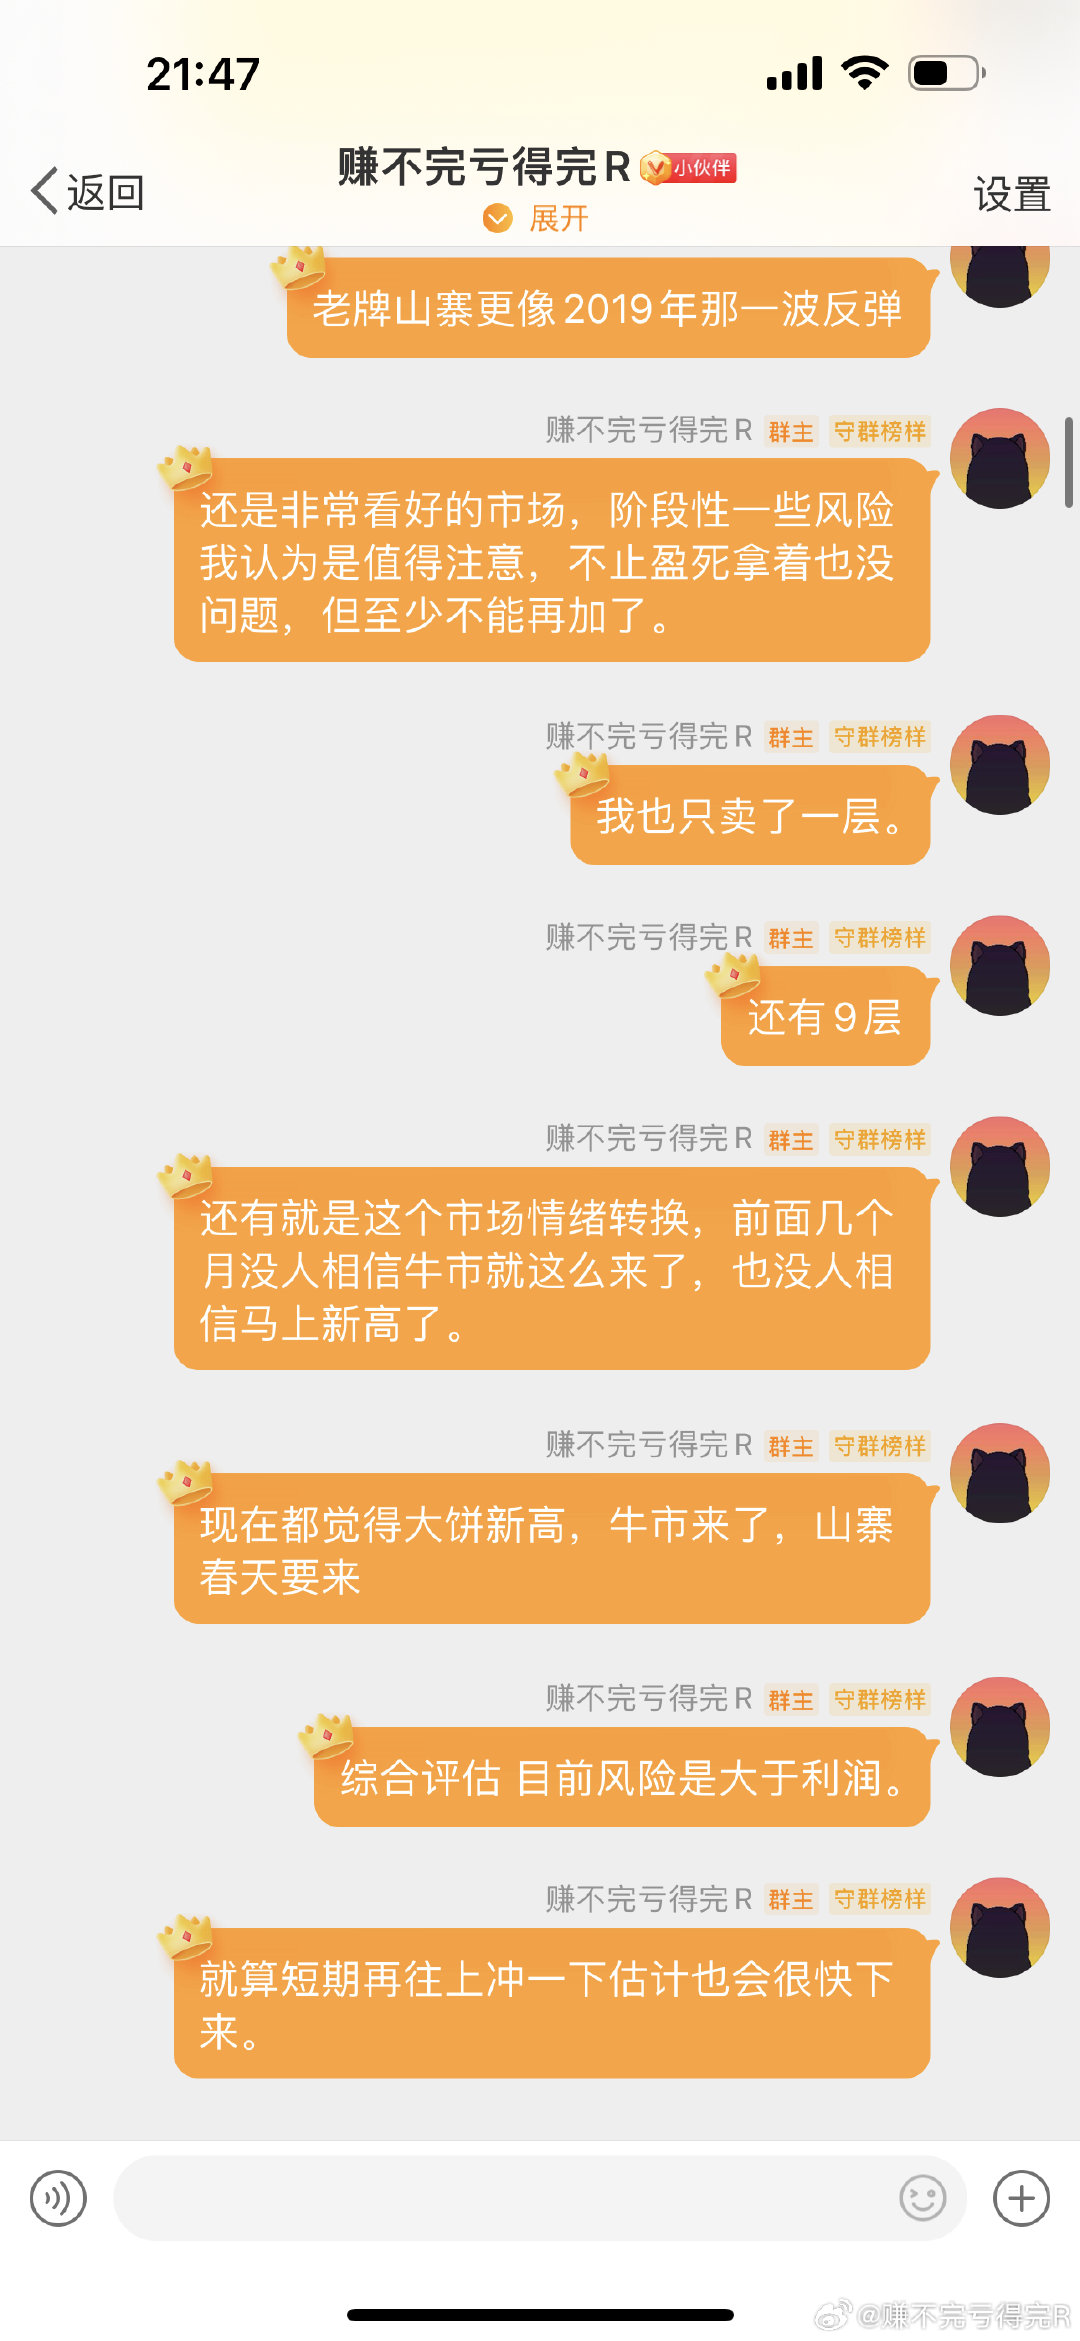 21:47
返回
赚不完亏得完R
小伙伴
展开
设置
老牌山寨更像2019年那一波反弹
赚不完亏得完R 群主 守群榜样
还是非常看好的市场，阶段性一些风险
我认为是值得注意，不止盈死拿着也没
问题，但至少不能再加了。
赚不完亏得完R 群主 守群榜样
我也只卖了一层。
赚不完亏得完R 群主 守群榜样
还有9层
赚不完亏得完R 群主 守群榜样
还有就是这个市场情绪转换，前面几个
月没人相信牛市就这么来了，也没人相
信马上新高了。
赚不完亏得完R 群主 守群榜样
现在都觉得大饼新高，牛市来了，山寨
春天要来
赚不完亏得完R 群主 守群榜样
综合评估 目前风险是大于利润。
赚不完亏得完R 群主 守群榜样
就算短期再往上冲一下估计也会很快下
来。
@赚不完亏得完R